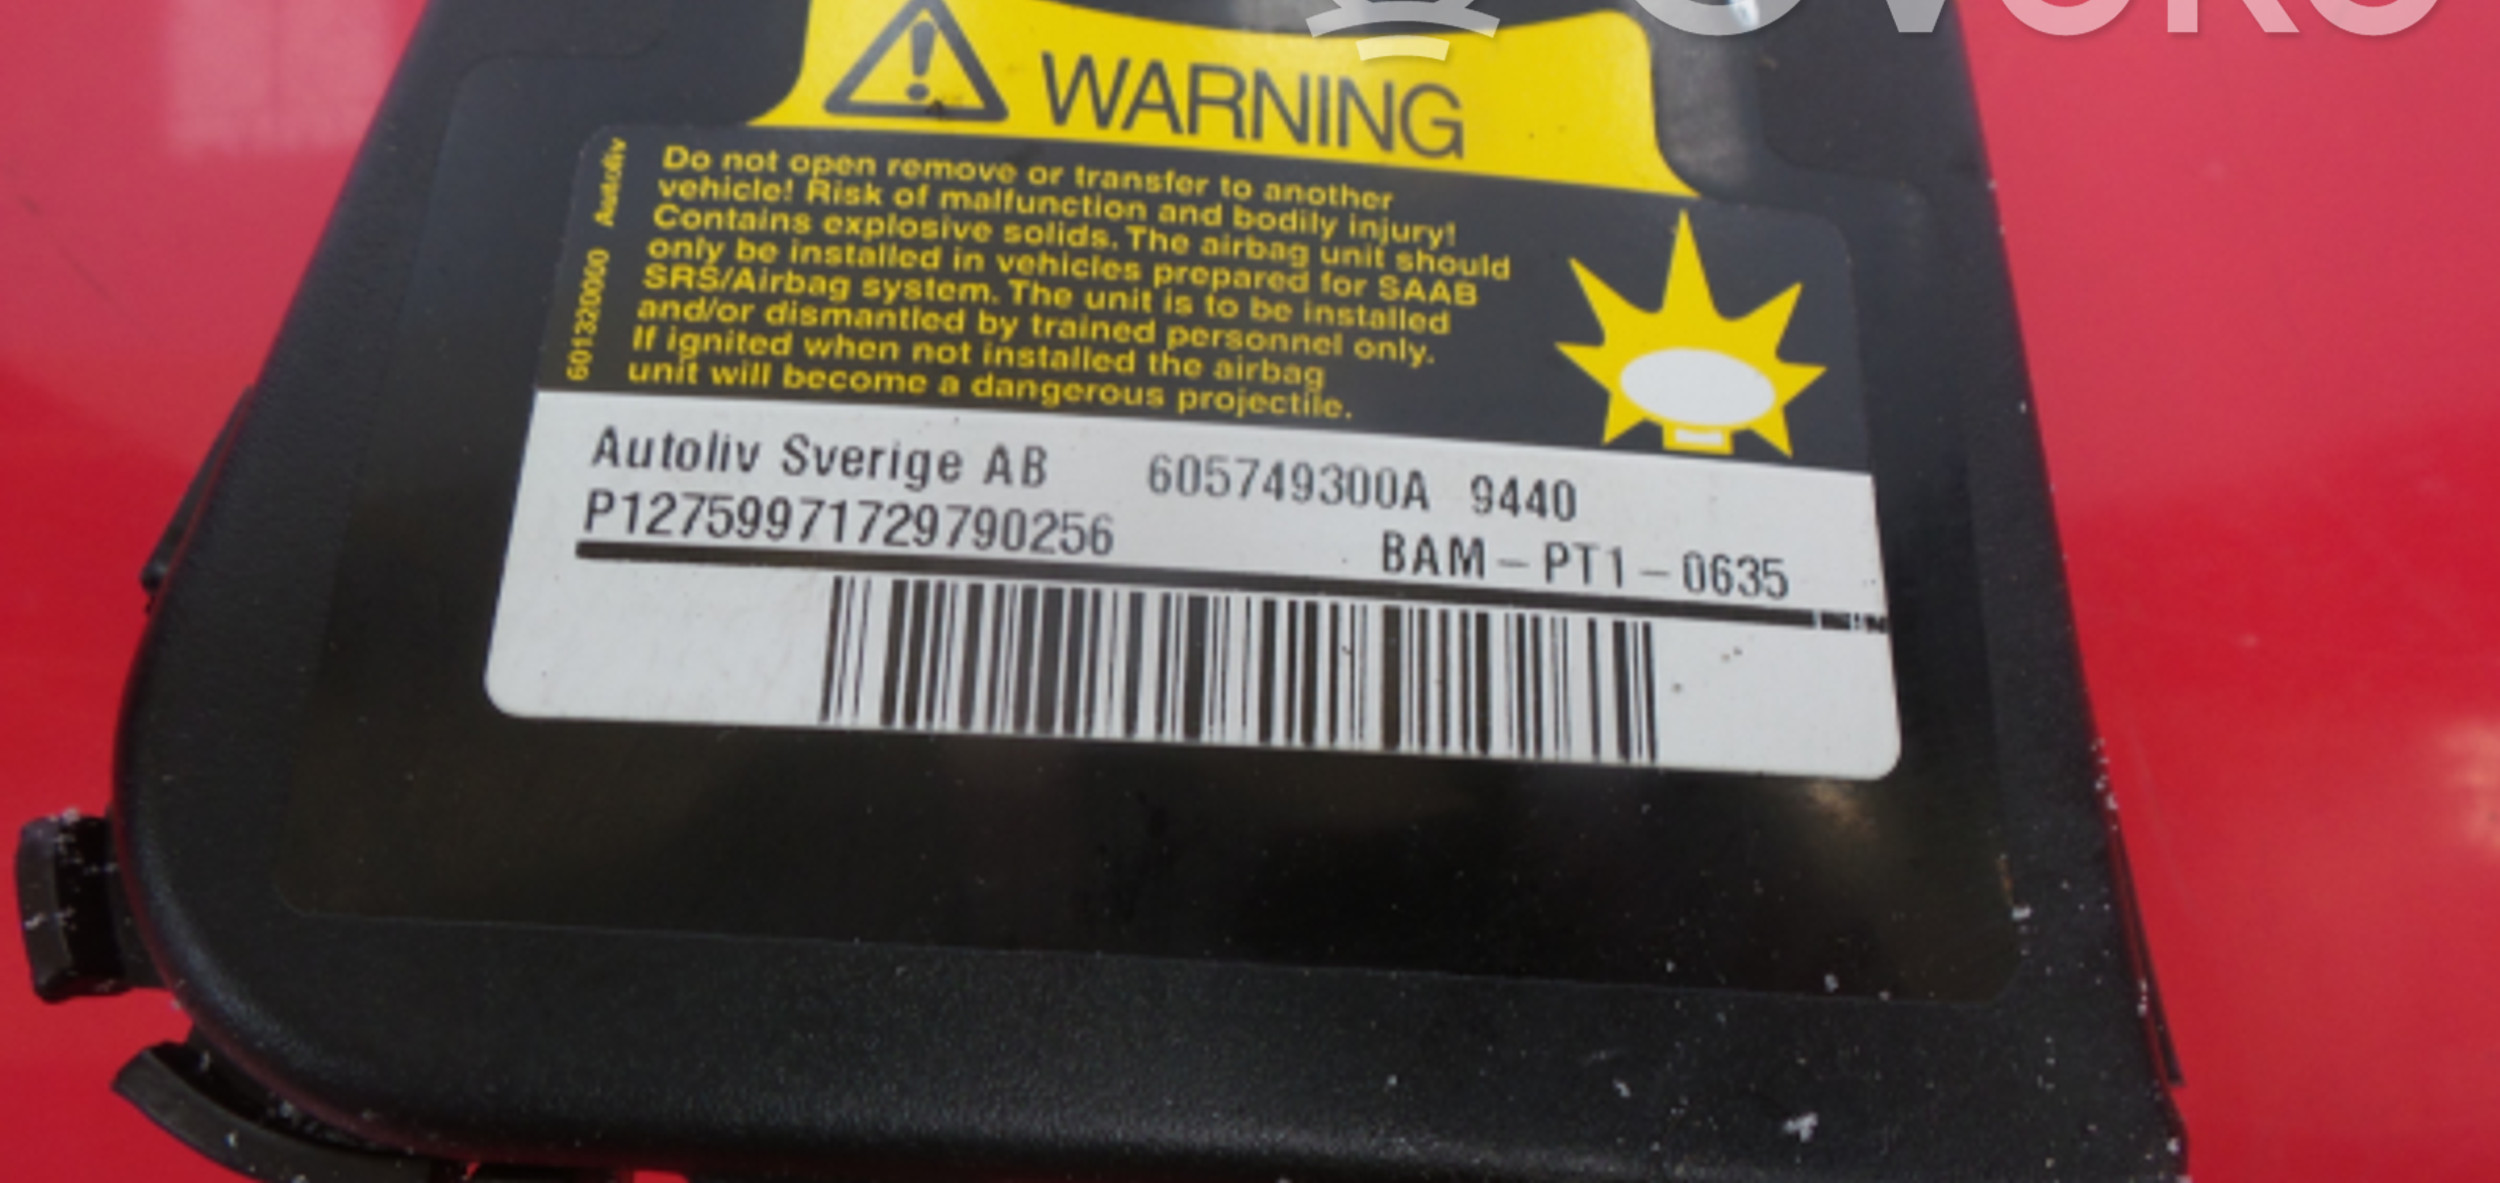 WARNING
Do not open remove or transfer to another
vehicle! Risk of malfunction and bodily injury!
Contains explosive solids. The airbag unit should
only be installed in vehicles prepared for SAAB
SRS/Airbag system. The unit is to be installed
and/or dismantled by trained personnel only.
If ignited when not installed the airbag
unit will become a dangerous projectile.
601320000 Autoliv
Autoliv Sverige AB 605749300A 9440
P12759971729790256
BAM-PT1-0635